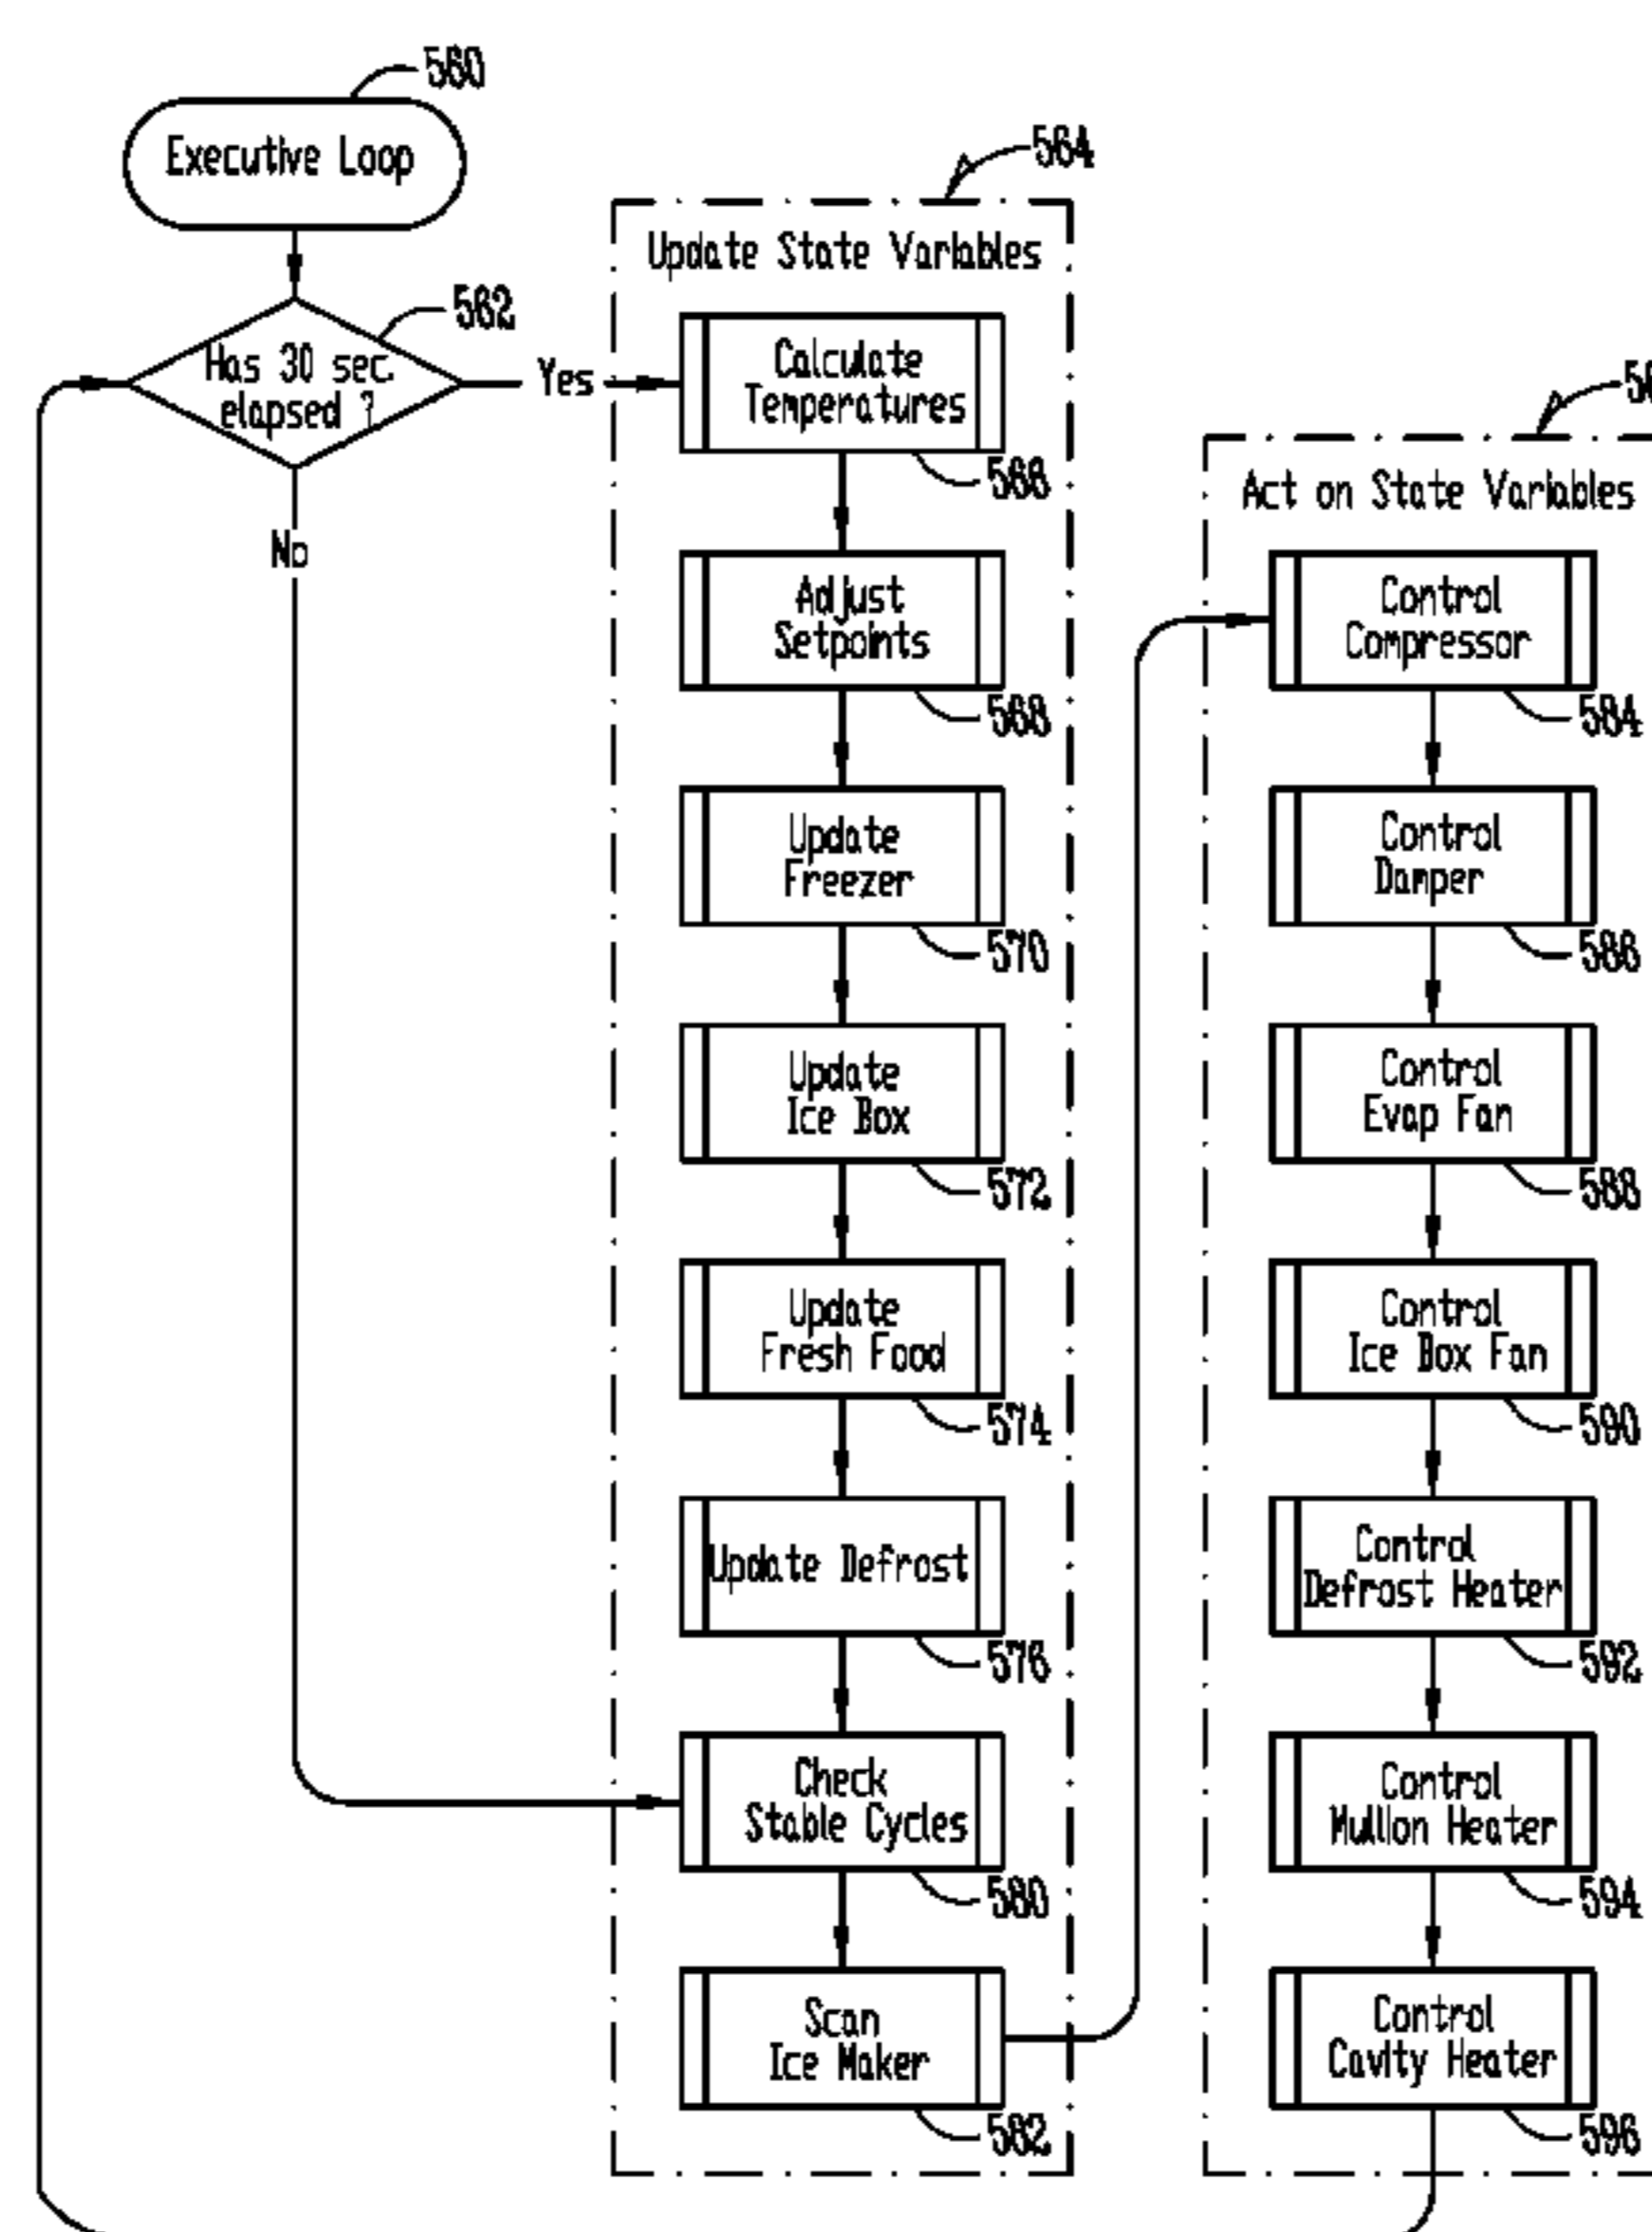 560
Executive Loop
562
Has 30 sec.
elapsed ?
Yes
No
564
Update State Variables
Calculate
Temperatures
566
Adjust
Setpoints
568
Update
Freezer
570
Update
Ice Box
572
Update
Fresh Food
574
Update Defrost
576
Check
Stable Cycles
580
Scan
Ice Maker
582
Act on State Variables
Control
Compressor
584
Control
Damper
586
Control
Evap Fan
588
Control
Ice Box Fan
590
Control
Defrost Heater
592
Control
Mullion Heater
594
Control
Cavity Heater
596